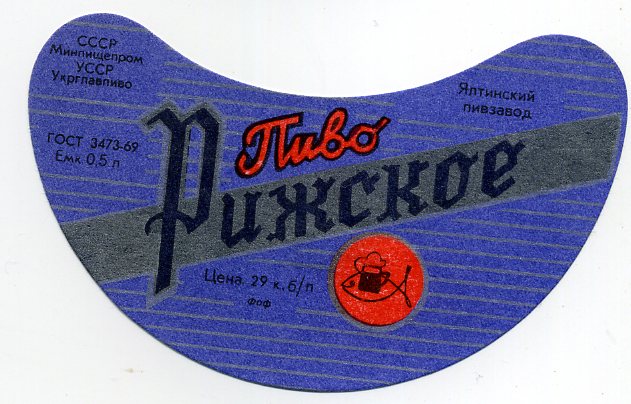 СССР
Минпищепром
УССР
Укрглавпиво
ГОСТ 3473-69
Емк. 0,5 л
Ялтинский
пивзавод
Пиво
Рижское
Цена 29 к. б/п
фоф